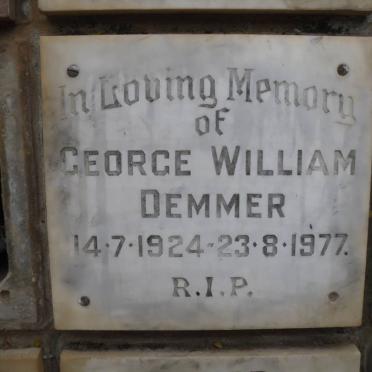 In Loving Memory
of
GEORGE WILLIAM
DEMMER
14·7·1924-23·8·1977.
R.I.P.